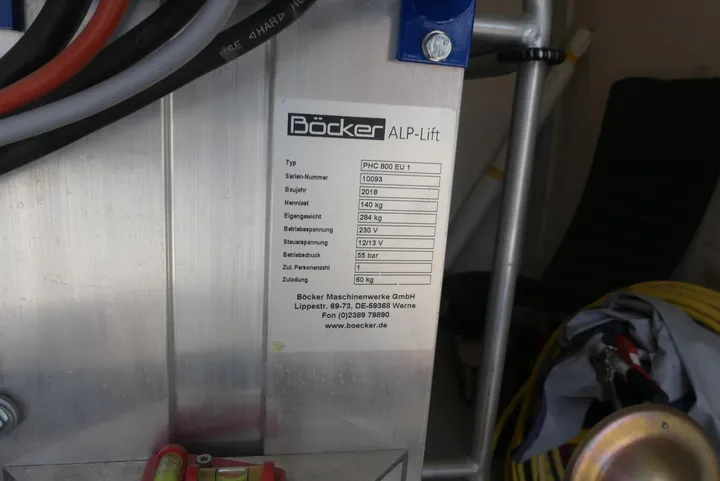 USE ◁HARD
Böcker ALP-Lift
Typ PHC 800 EU 1
Serien-Nummer 10093
Baujahr 2018
Nennlast 140 kg
Eigengewicht 284 kg
Betriebsspannung 230 V
Steuerspannung 12/13 V
Betriebsdruck 55 bar
Zul. Personenzahl 1
Zuladung 60 kg
Böcker Maschinenwerke GmbH
Lippestr. 69-73, DE-59368 Werne
Fon (0)2389 79890
www.boecker.de